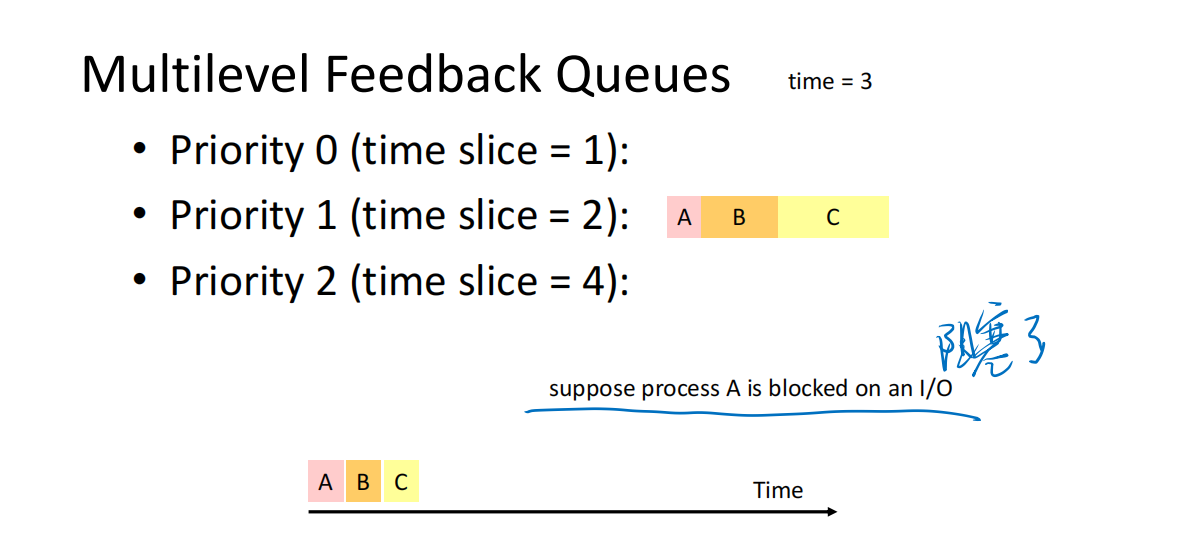 Multilevel Feedback Queues
time = 3
• Priority 0 (time slice = 1):
• Priority 1 (time slice = 2):
A B C
• Priority 2 (time slice = 4):
阻塞了
suppose process A is blocked on an I/O
A B C
Time